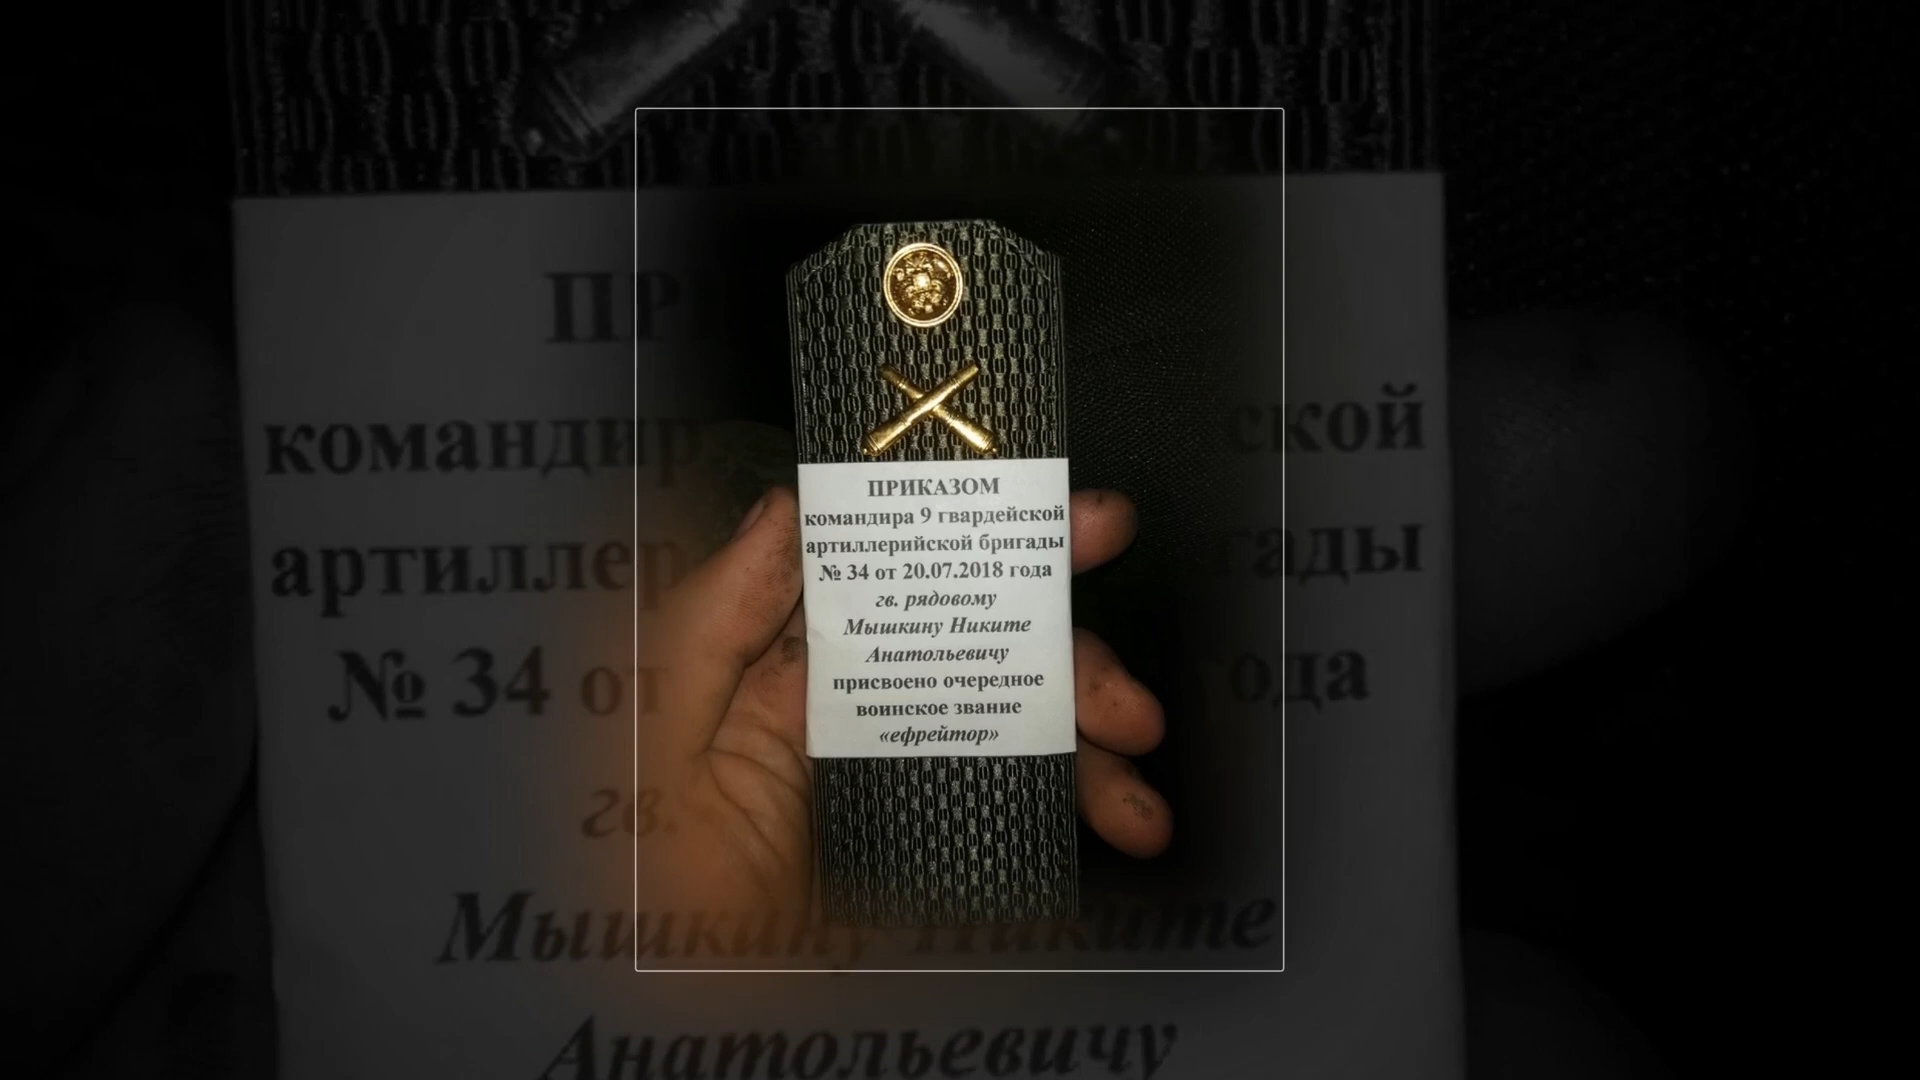 ПРИКАЗОМ
командира 9 гвардейской
артиллерийской бригады
№ 34 от 20.07.2018 года
гв. рядовому
Мышкину Никите
Анатольевичу
присвоено очередное
воинское звание
«ефрейтор»